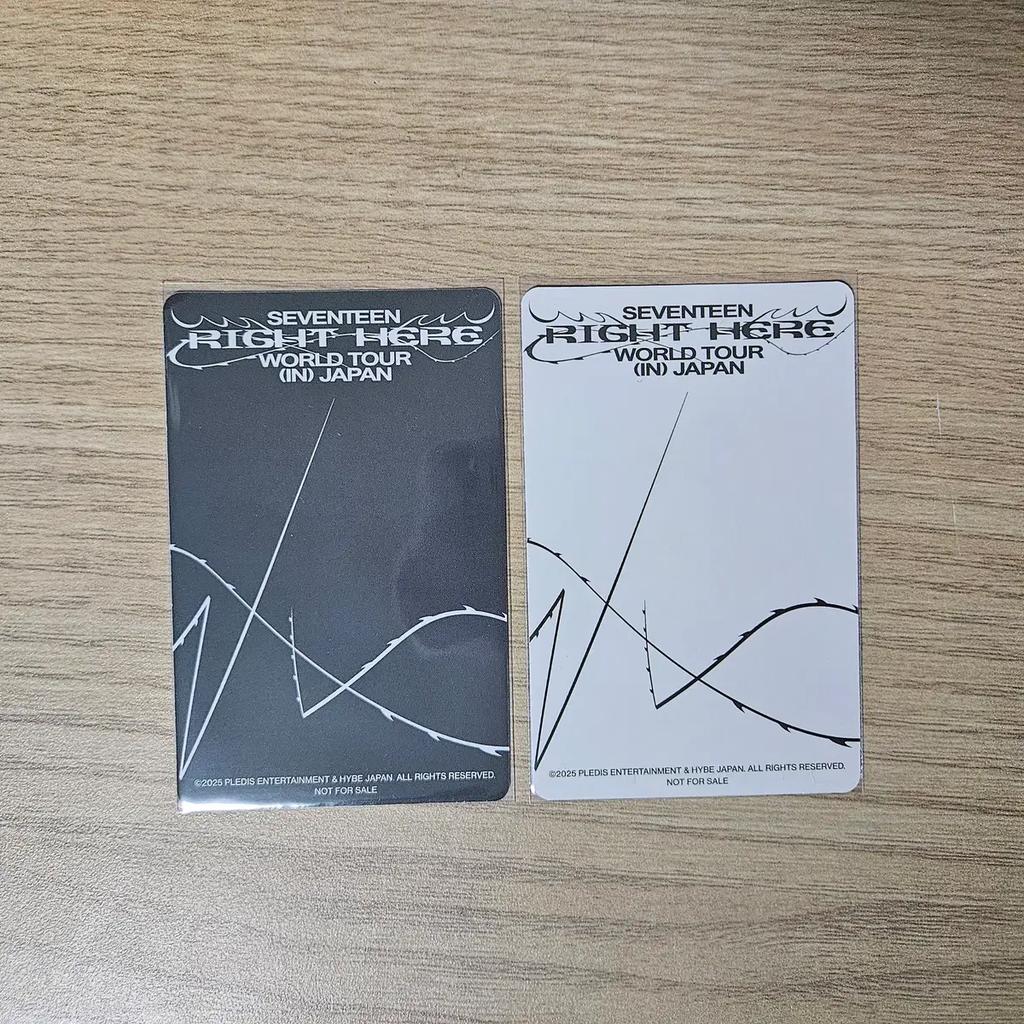 SEVENTEEN
RIGHT HERE
WORLD TOUR
(IN) JAPAN
©2025 PLEDIS ENTERTAINMENT & HYBE JAPAN. ALL RIGHTS RESERVED.
NOT FOR SALE
SEVENTEEN
RIGHT HERE
WORLD TOUR
(IN) JAPAN
©2025 PLEDIS ENTERTAINMENT & HYBE JAPAN. ALL RIGHTS RESERVED.
NOT FOR SALE